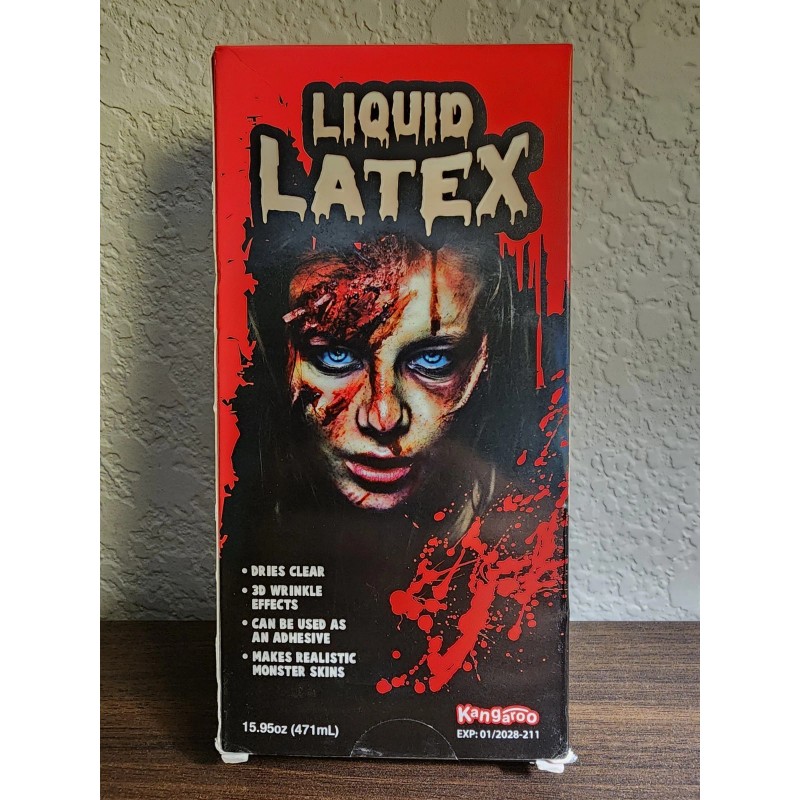 LIQUID
LATEX
• DRIES CLEAR
• 3D WRINKLE
EFFECTS
• CAN BE USED AS
AN ADHESIVE
• MAKES REALISTIC
MONSTER SKINS
15.95oz (471mL)
Kangaroo
EXP: 01/2028-211